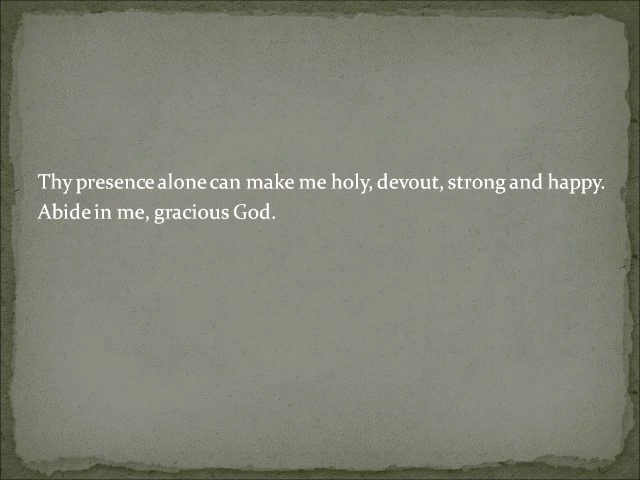 Thy presence alone can make me holy, devout, strong and happy.
Abide in me, gracious God.